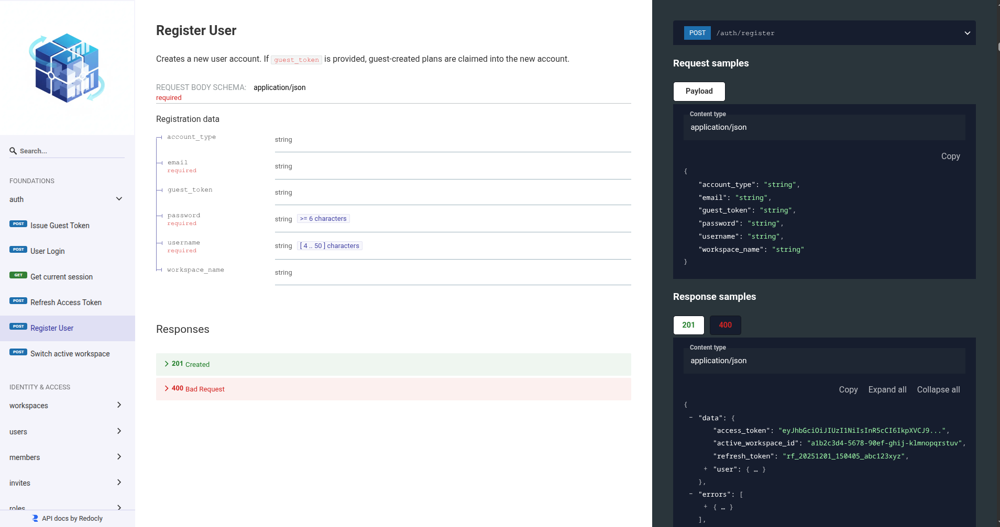 Search...
FOUNDATIONS
auth
POST Issue Guest Token
POST User Login
GET Get current session
POST Refresh Access Token
POST Register User
POST Switch active workspace
IDENTITY & ACCESS
workspaces
users
members
invites
roles
API docs by Redocly
Register User
Creates a new user account. If guest_token is provided, guest-created plans are claimed into the new account.
REQUEST BODY SCHEMA: application/json
required
Registration data
account_type string
email string
required
guest_token string
password string >= 6 characters
required
username string [ 4 .. 50 ] characters
required
workspace_name string
Responses
201 Created
400 Bad Request
POST /auth/register
Request samples
Payload
Content type
application/json
Copy
{
"account_type": "string",
"email": "string",
"guest_token": "string",
"password": "string",
"username": "string",
"workspace_name": "string"
}
Response samples
201 400
Content type
application/json
Copy Expand all Collapse all
{
- "data": {
"access_token": "eyJhbGciOiJIUzI1NiIsInR5cCI6IkpXVCJ9...",
"active_workspace_id": "a1b2c3d4-5678-90ef-ghij-klmnopqrstuv",
"refresh_token": "rf_20251201_150405_abc123xyz",
+ "user": { … }
},
- "errors": [
+ { … }
],